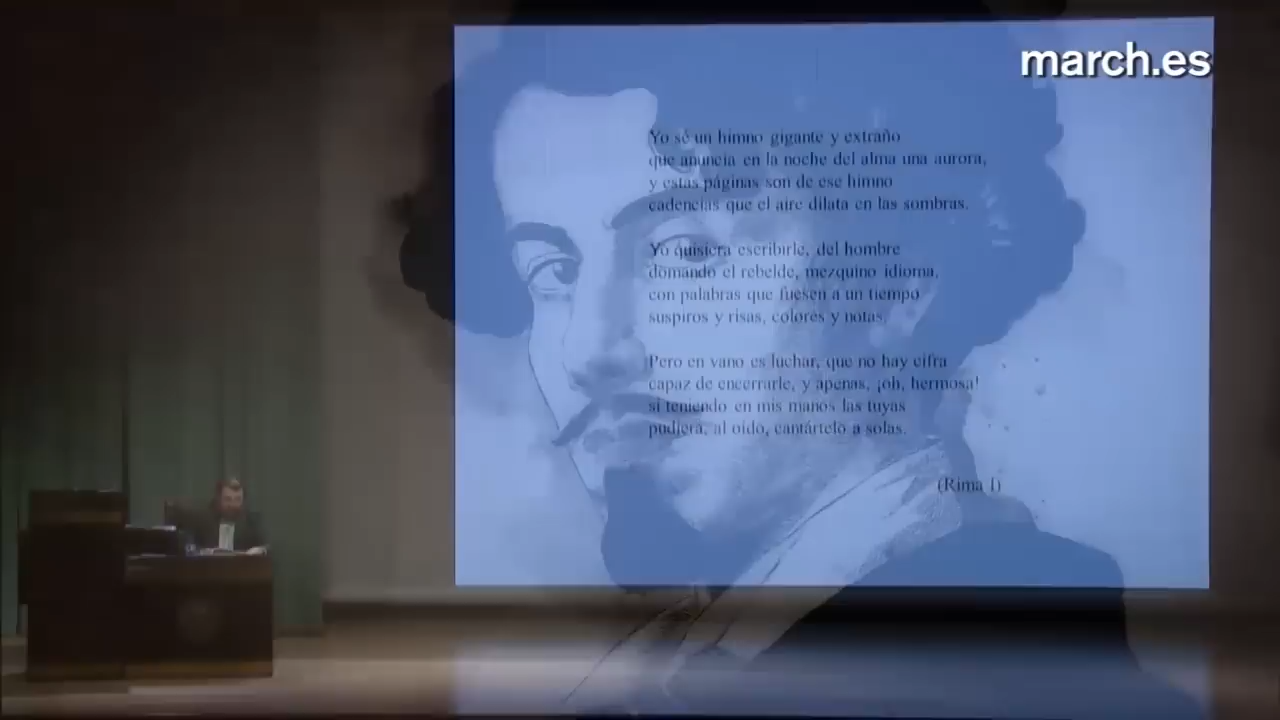 march.es
Yo sé un himno gigante y extraño
que anuncia en la noche del alma una aurora,
y estas páginas son de ese himno
cadencias que el aire dilata en las sombras.
Yo quisiera escribirle, del hombre
domando el rebelde, mezquino idioma,
con palabras que fuesen a un tiempo
suspiros y risas, colores y notas.
Pero en vano es luchar, que no hay cifra
capaz de encerrarle, y apenas, ¡oh, hermosa!
si teniendo en mis manos las tuyas
pudiera, al oído, cantártelo a solas.
(Rima I)